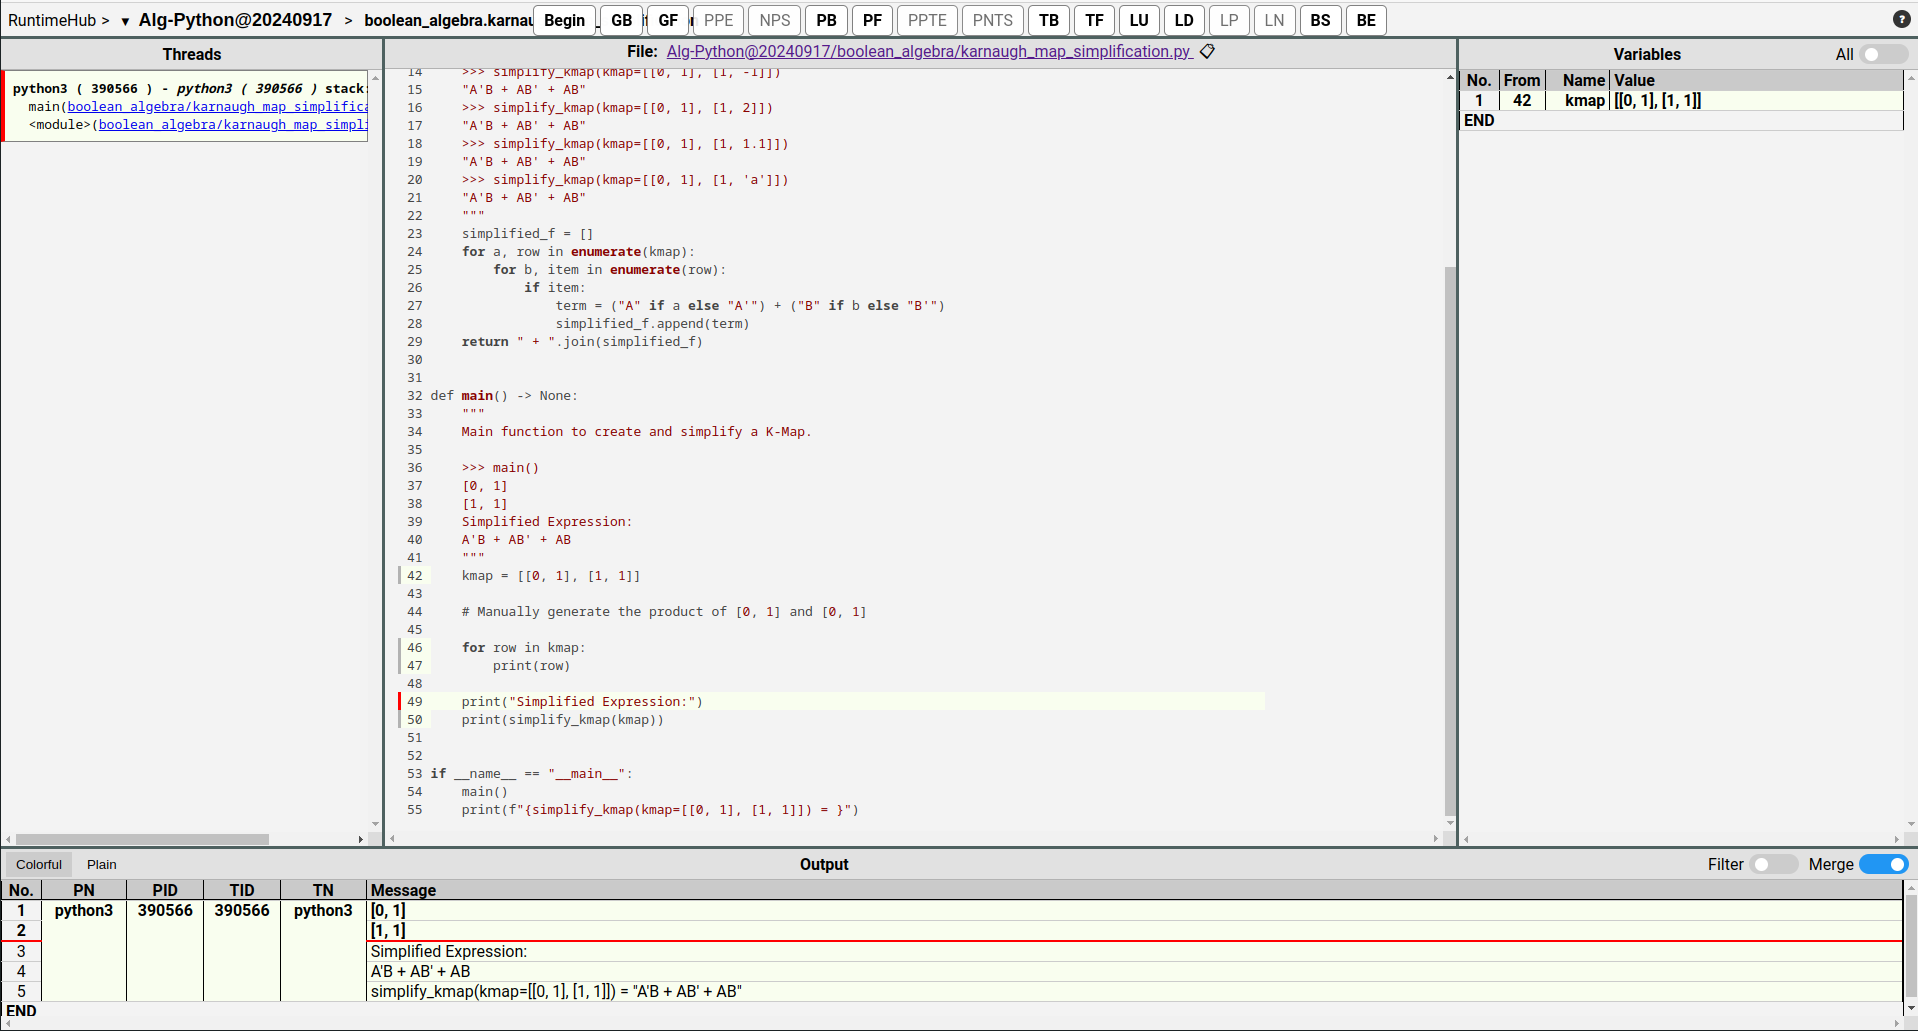 RuntimeHub > ▼ Alg-Python@20240917 > boolean_algebra.karnau
Begin GB GF PPE NPS PB PF PPTE PNTS TB TF LU LD LP LN BS BE ?
Threads
python3 ( 390566 ) - python3 ( 390566 ) stack:
main(boolean_algebra/karnaugh_map_simplifica
<module>(boolean_algebra/karnaugh_map_simpli
File: Alg-Python@20240917/boolean_algebra/karnaugh_map_simplification.py
14 >>> simplify_kmap(kmap=[[0, 1], [1, -1]])
15 "A'B + AB' + AB"
16 >>> simplify_kmap(kmap=[[0, 1], [1, 2]])
17 "A'B + AB' + AB"
18 >>> simplify_kmap(kmap=[[0, 1], [1, 1.1]])
19 "A'B + AB' + AB"
20 >>> simplify_kmap(kmap=[[0, 1], [1, 'a']])
21 "A'B + AB' + AB"
22 """
23 simplified_f = []
24 for a, row in enumerate(kmap):
25 for b, item in enumerate(row):
26 if item:
27 term = ("A" if a else "A'") + ("B" if b else "B'")
28 simplified_f.append(term)
29 return " + ".join(simplified_f)
30
31
32 def main() -> None:
33 """
34 Main function to create and simplify a K-Map.
35
36 >>> main()
37 [0, 1]
38 [1, 1]
39 Simplified Expression:
40 A'B + AB' + AB
41 """
42 kmap = [[0, 1], [1, 1]]
43
44 # Manually generate the product of [0, 1] and [0, 1]
45
46 for row in kmap:
47 print(row)
48
49 print("Simplified Expression:")
50 print(simplify_kmap(kmap))
51
52
53 if __name__ == "__main__":
54 main()
55 print(f"{simplify_kmap(kmap=[[0, 1], [1, 1]]) = }")
Variables All
No. From Name Value
1 42 kmap [[0, 1], [1, 1]]
END
Colorful Plain Output Filter Merge
No. PN PID TID TN Message
1 python3 390566 390566 python3 [0, 1]
2 [1, 1]
3 Simplified Expression:
4 A'B + AB' + AB
5 simplify_kmap(kmap=[[0, 1], [1, 1]]) = "A'B + AB' + AB"
END